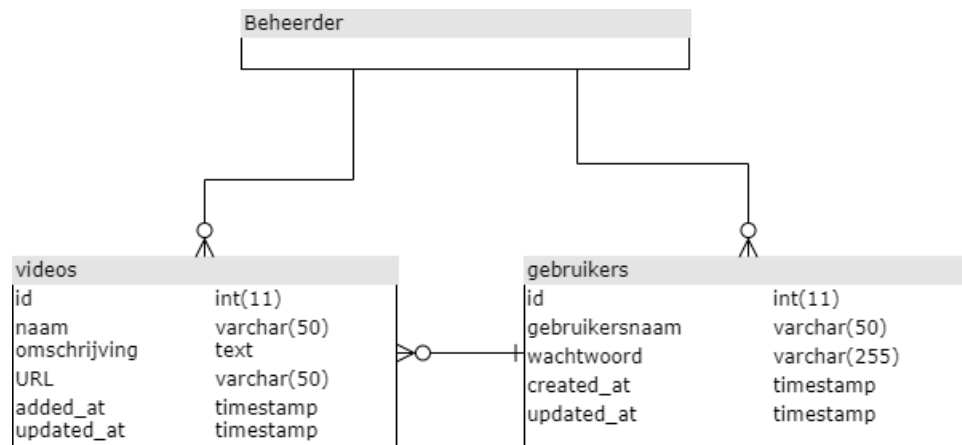 Beheerder
videos
id int(11)
naam varchar(50)
omschrijving text
URL varchar(50)
added_at timestamp
updated_at timestamp
gebruikers
id int(11)
gebruikersnaam varchar(50)
wachtwoord varchar(255)
created_at timestamp
updated_at timestamp